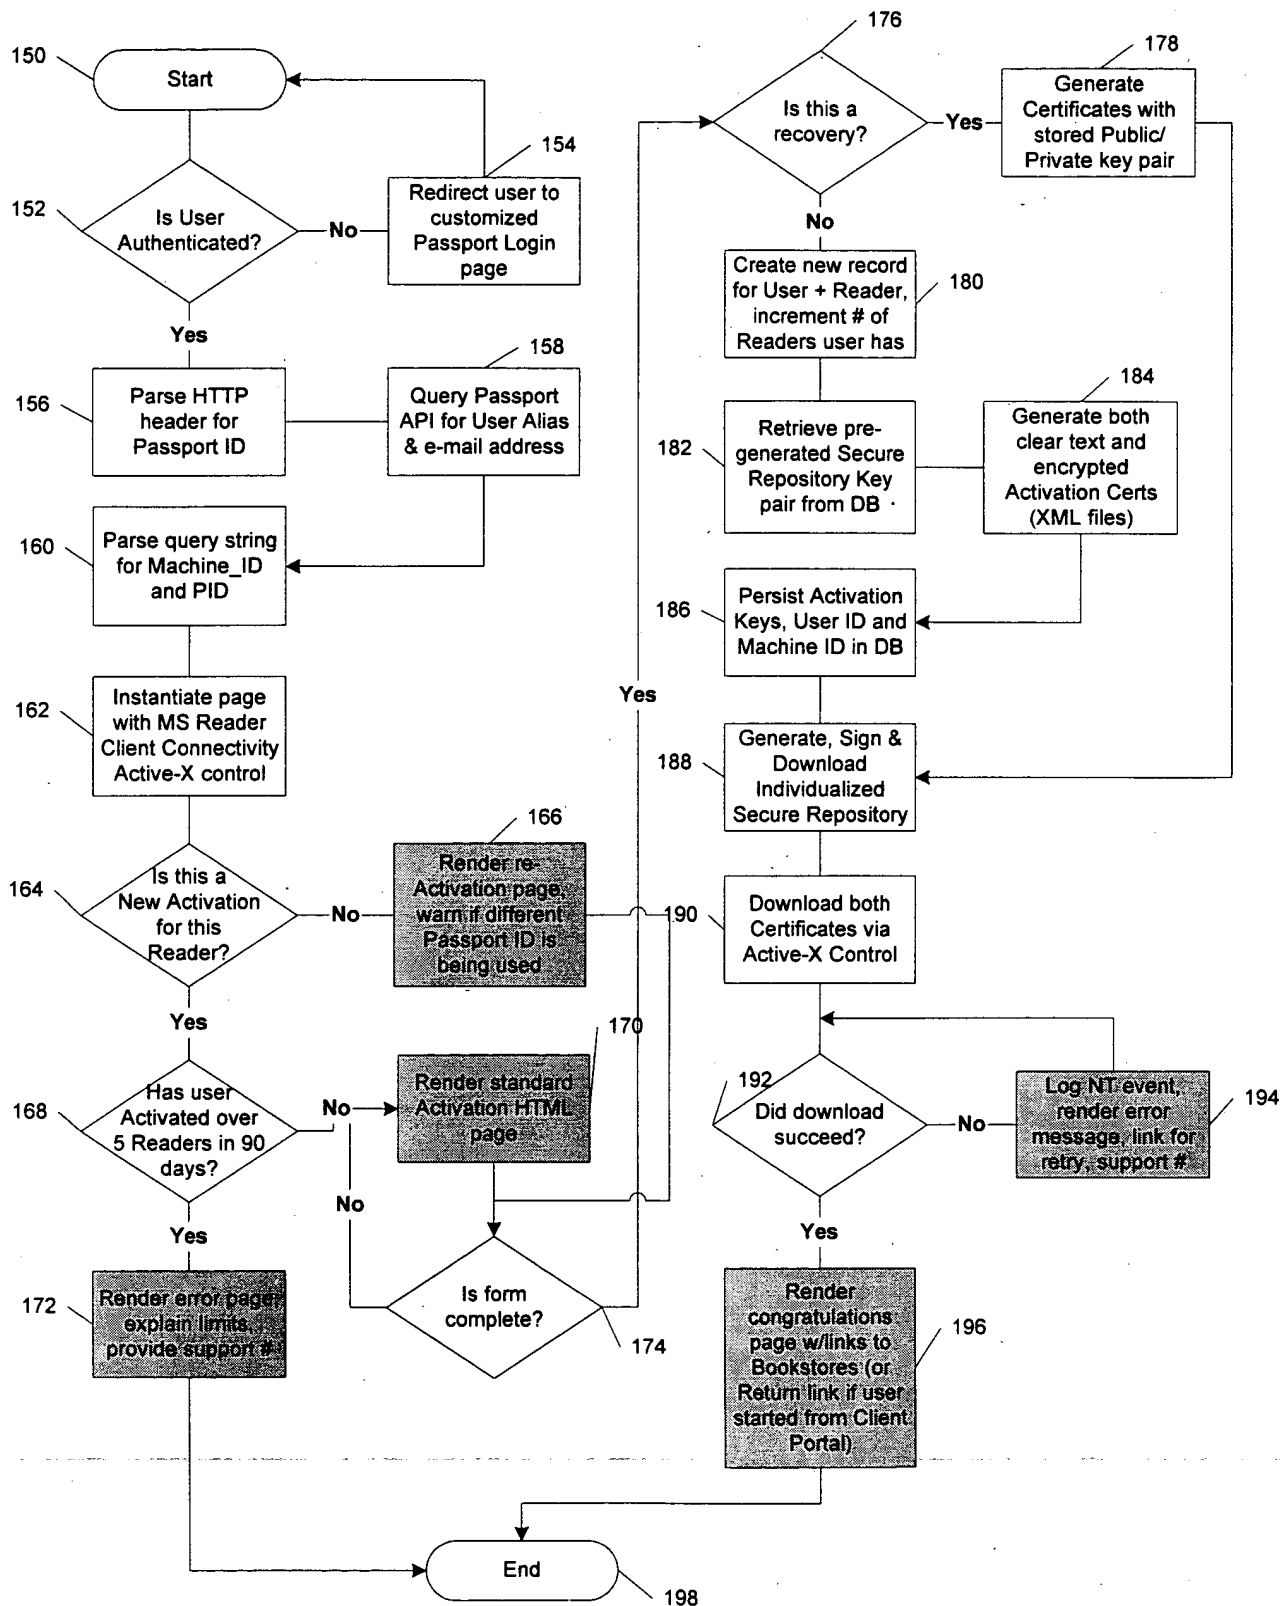 150
Start
154
Redirect user to
customized
Passport Login
page
152
Is User
Authenticated?
No
Yes
156
Parse HTTP
header for
Passport ID
158
Query Passport
API for User Alias
& e-mail address
160
Parse query string
for Machine_ID
and PID
162
Instantiate page
with MS Reader
Client Connectivity
Active-X control
164
Is this a
New Activation
for this
Reader?
No
166
Render re-
Activation page,
warn if different
Passport ID is
being used
Yes
168
Has user
Activated over
5 Readers in 90
days?
No
170
Render standard
Activation HTML
page
No
Yes
172
Render error page,
explain limits,
provide support #
Is form
complete?
174
Yes
176
Is this a
recovery?
Yes
178
Generate
Certificates with
stored Public/
Private key pair
No
180
Create new record
for User + Reader,
increment # of
Readers user has
182
Retrieve pre-
generated Secure
Repository Key
pair from DB
184
Generate both
clear text and
encrypted
Activation Certs
(XML files)
186
Persist Activation
Keys, User ID and
Machine ID in DB
188
Generate, Sign &
Download
Individualized
Secure Repository
190
Download both
Certificates via
Active-X Control
192
Did download
succeed?
No
194
Log NT event,
render error
message, link for
retry, support #
Yes
196
Render
congratulations
page w/links to
Bookstores (or
Return link if user
started from Client
Portal)
End
198